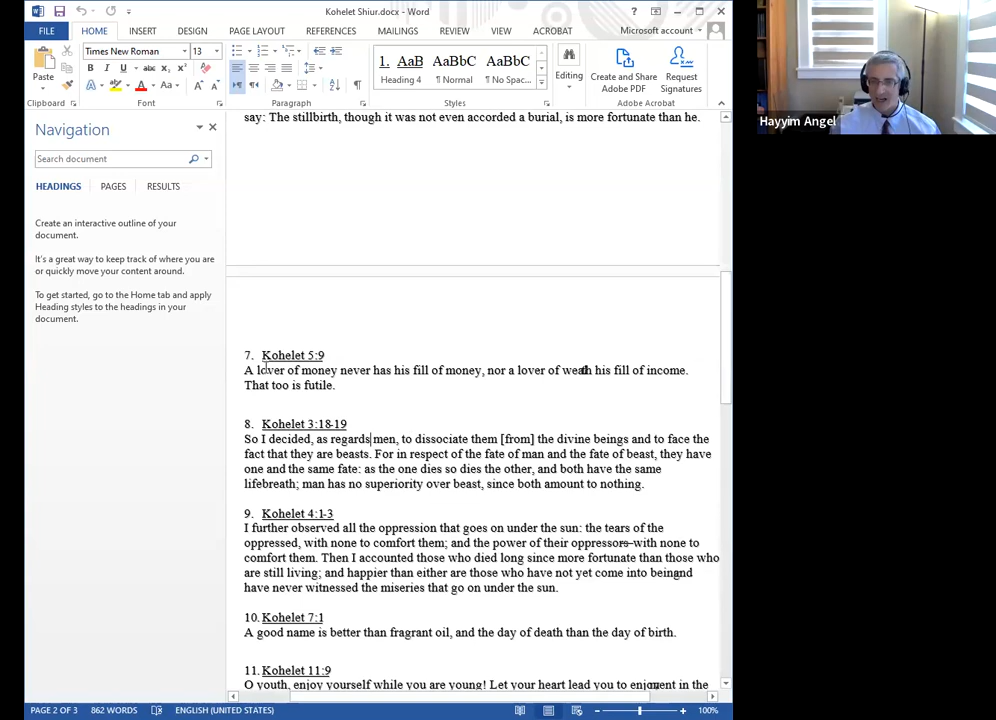 Kohelet Shiur.docx - Word
FILE HOME INSERT DESIGN PAGE LAYOUT REFERENCES MAILINGS REVIEW VIEW ACROBAT Microsoft account
Times New Roman 13
Paste
B I U abc x₂ x²
A Aa A
1. AaB AaBbC AaBbC
Heading 4 ¶ Normal ¶ No Spac...
Editing
Create and Share Adobe PDF
Request Signatures
Clipboard Font Paragraph Styles Adobe Acrobat
Hayyim Angel
Navigation
Search document
HEADINGS PAGES RESULTS
Create an interactive outline of your
document.
It's a great way to keep track of where you are
or quickly move your content around.
To get started, go to the Home tab and apply
Heading styles to the headings in your
document.
say: The stillbirth, though it was not even accorded a burial, is more fortunate than he.
7. Kohelet 5:9
A lover of money never has his fill of money, nor a lover of his fill of income.
That too is futile.
8. Kohelet 3:18-19
So I decided, as regards men, to dissociate them [from] the divine beings and to face the
fact that they are beasts. For in respect of the fate of man and the fate of beast, they have
one and the same fate: as the one dies so dies the other, and both have the same
lifebreath; man has no superiority over beast, since both amount to nothing.
9. Kohelet 4:1-3
I further observed all the oppression that goes on under the sun: the tears of the
oppressed, with none to comfort them; and the power of their oppressors-- with none to
comfort them. Then I accounted those who died long since more fortunate than those who
are still living; and happier than either are those who have not yet come into being and
have never witnessed the miseries that go on under the sun.
10. Kohelet 7:1
A good name is better than fragrant oil, and the day of death than the day of birth.
11. Kohelet 11:9
O youth, enjoy yourself while you are young! Let your heart lead you to enjoyment in the
PAGE 2 OF 3 862 WORDS ENGLISH (UNITED STATES) 100%